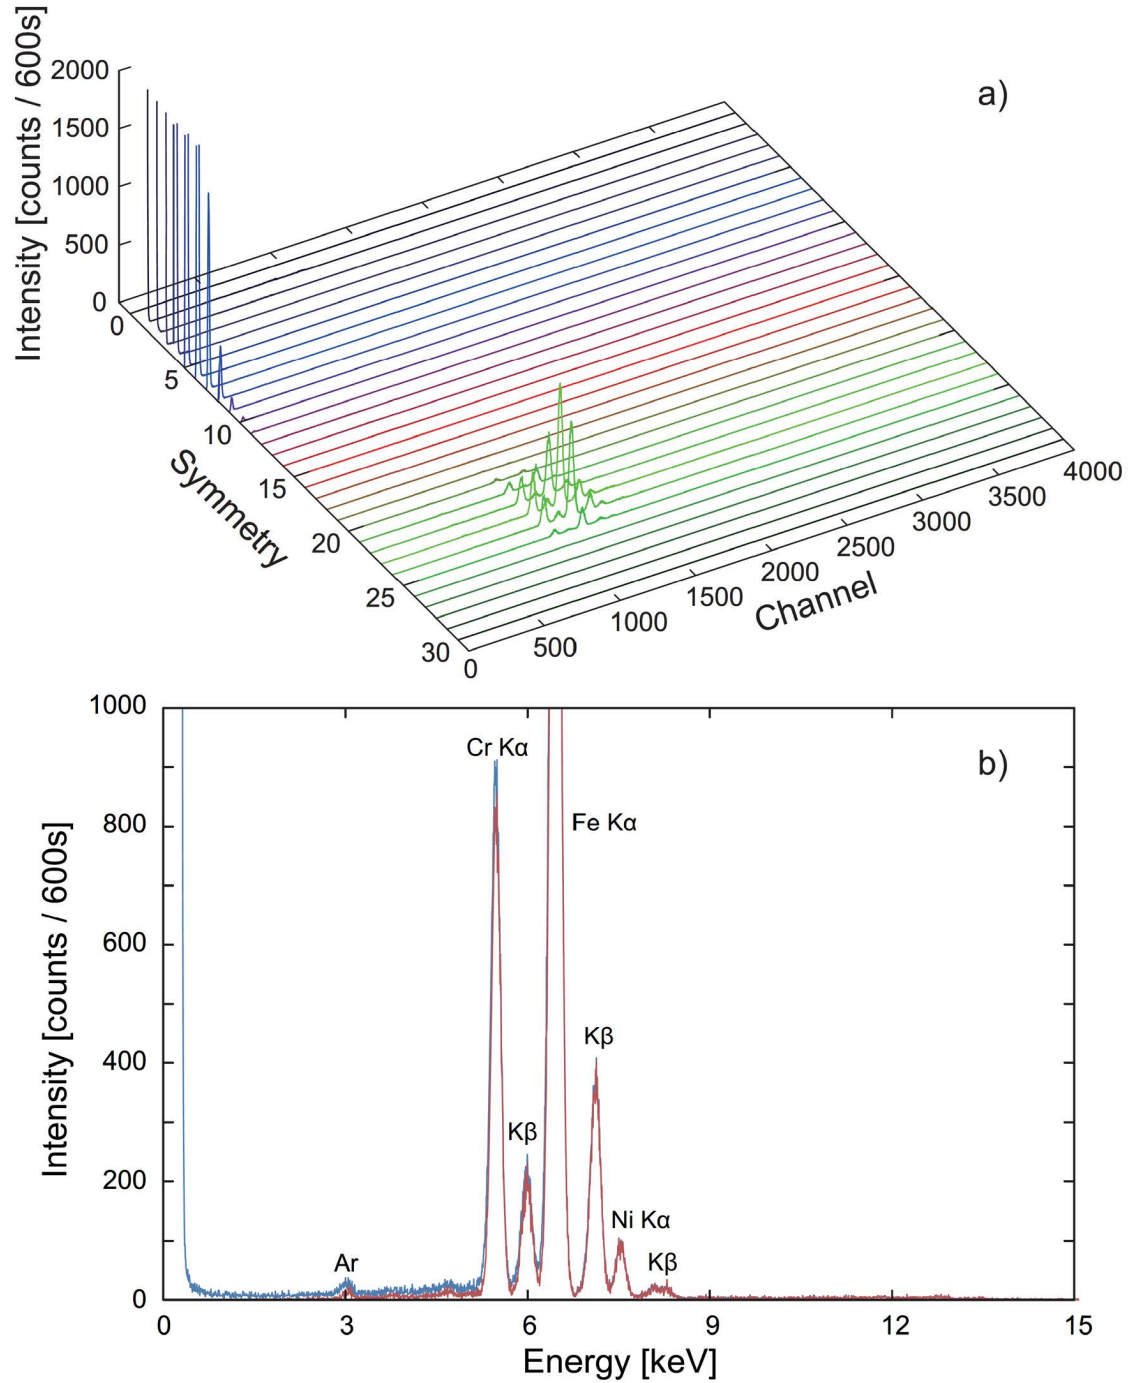 a)
Intensity [counts / 600s]
2000
1500
1000
500
0
0
5
10
15
20
25
30
Symmetry
0
500
1000
1500
2000
2500
3000
3500
4000
Channel
b)
Intensity [counts / 600s]
1000
800
600
400
200
0
Cr Kα
Fe Kα
Kβ
Kβ
Ni Kα
Kβ
Ar
0 3 6 9 12 15
Energy [keV]